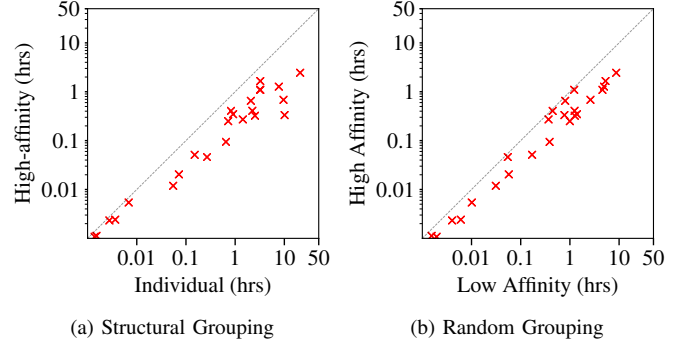 50
10
1
0.1
0.01
High-affinity (hrs)
0.01 0.1 1 10 50
Individual (hrs)
(a) Structural Grouping
50
10
1
0.1
0.01
High Affinity (hrs)
0.01 0.1 1 10 50
Low Affinity (hrs)
(b) Random Grouping